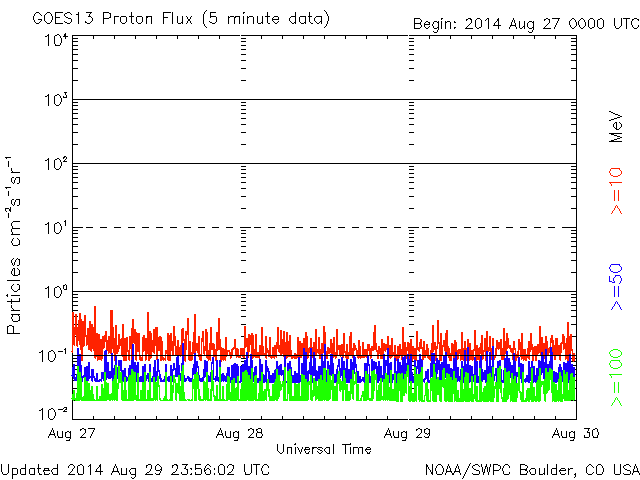 GOES13 Proton Flux (5 minute data)
Begin: 2014 Aug 27 0000 UTC
10⁴
10³
10²
10¹
10⁰
10⁻¹
10⁻²
Particles cm⁻²s⁻¹sr⁻¹
MeV
>=10
>=50
>=100
Aug 27
Aug 28
Aug 29
Aug 30
Universal Time
Updated 2014 Aug 29 23:56:02 UTC
NOAA/SWPC Boulder, CO USA